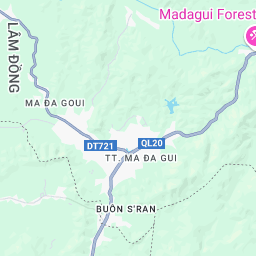 Madagui Forest
LÂM ĐỒNG
MA ĐA GOUI
DT721
QL20
TT. MA ĐA GUI
BUÔN S'RAN